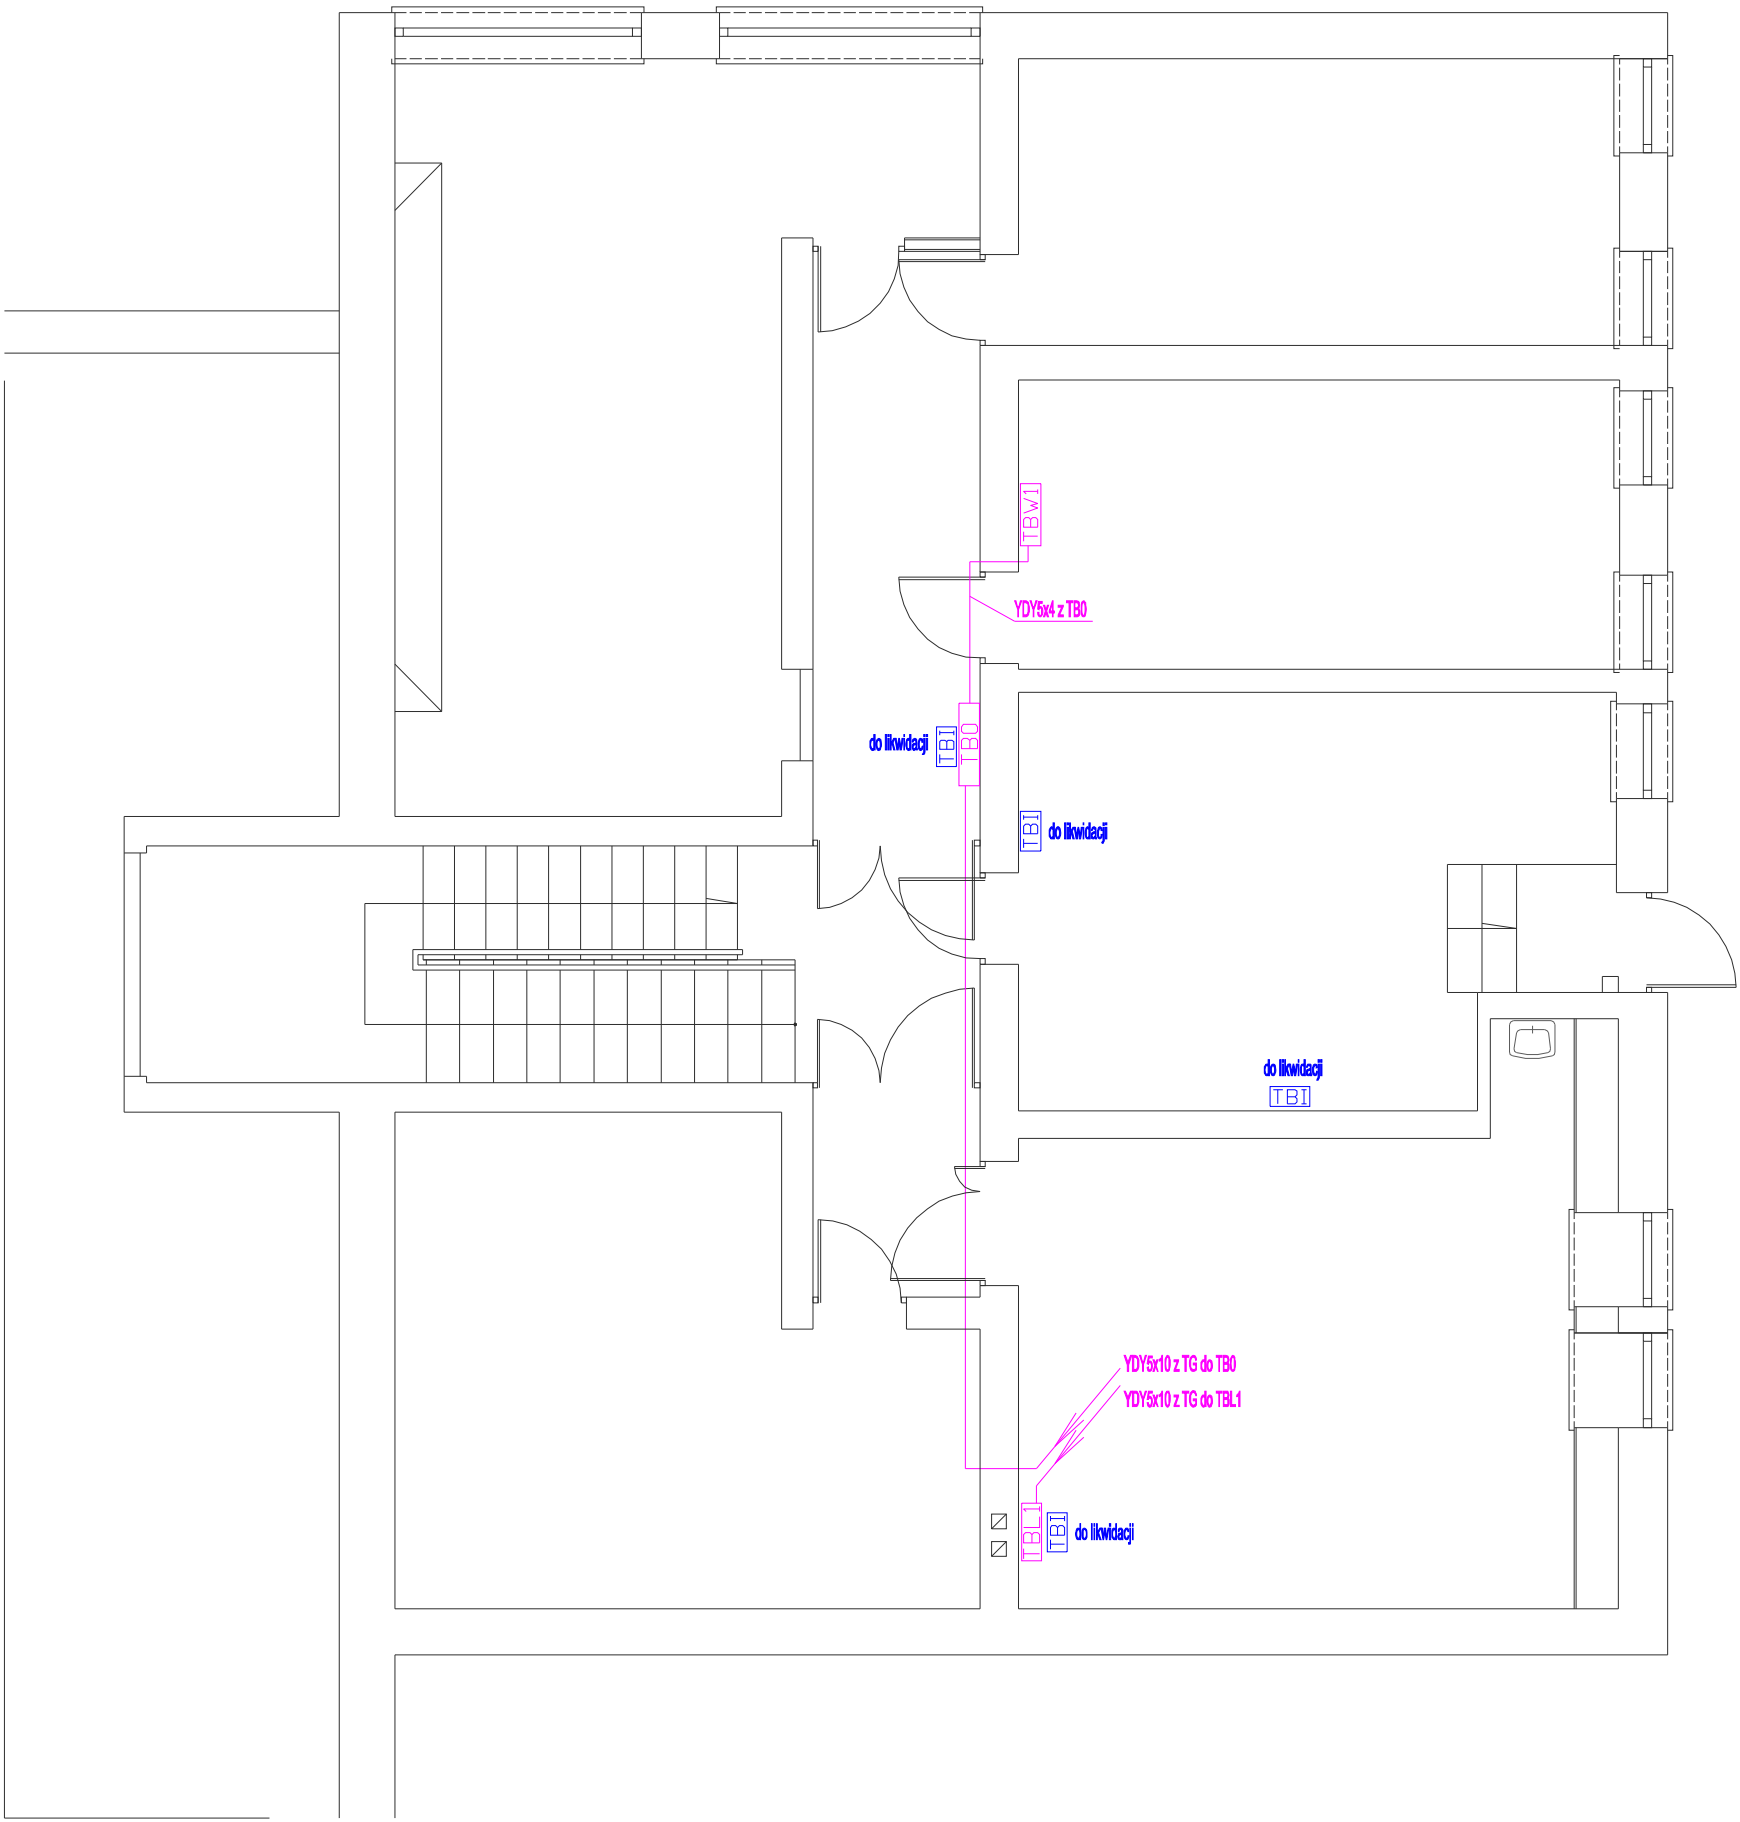 TBW1
YDY5x4 z TB0
do likwidacji
TBI
TB0
TBI
do likwidacji
do likwidacji
TBI
YDY5x10 z TG do TB0
YDY5x10 z TG do TBL1
TBL1
TBI
do likwidacji